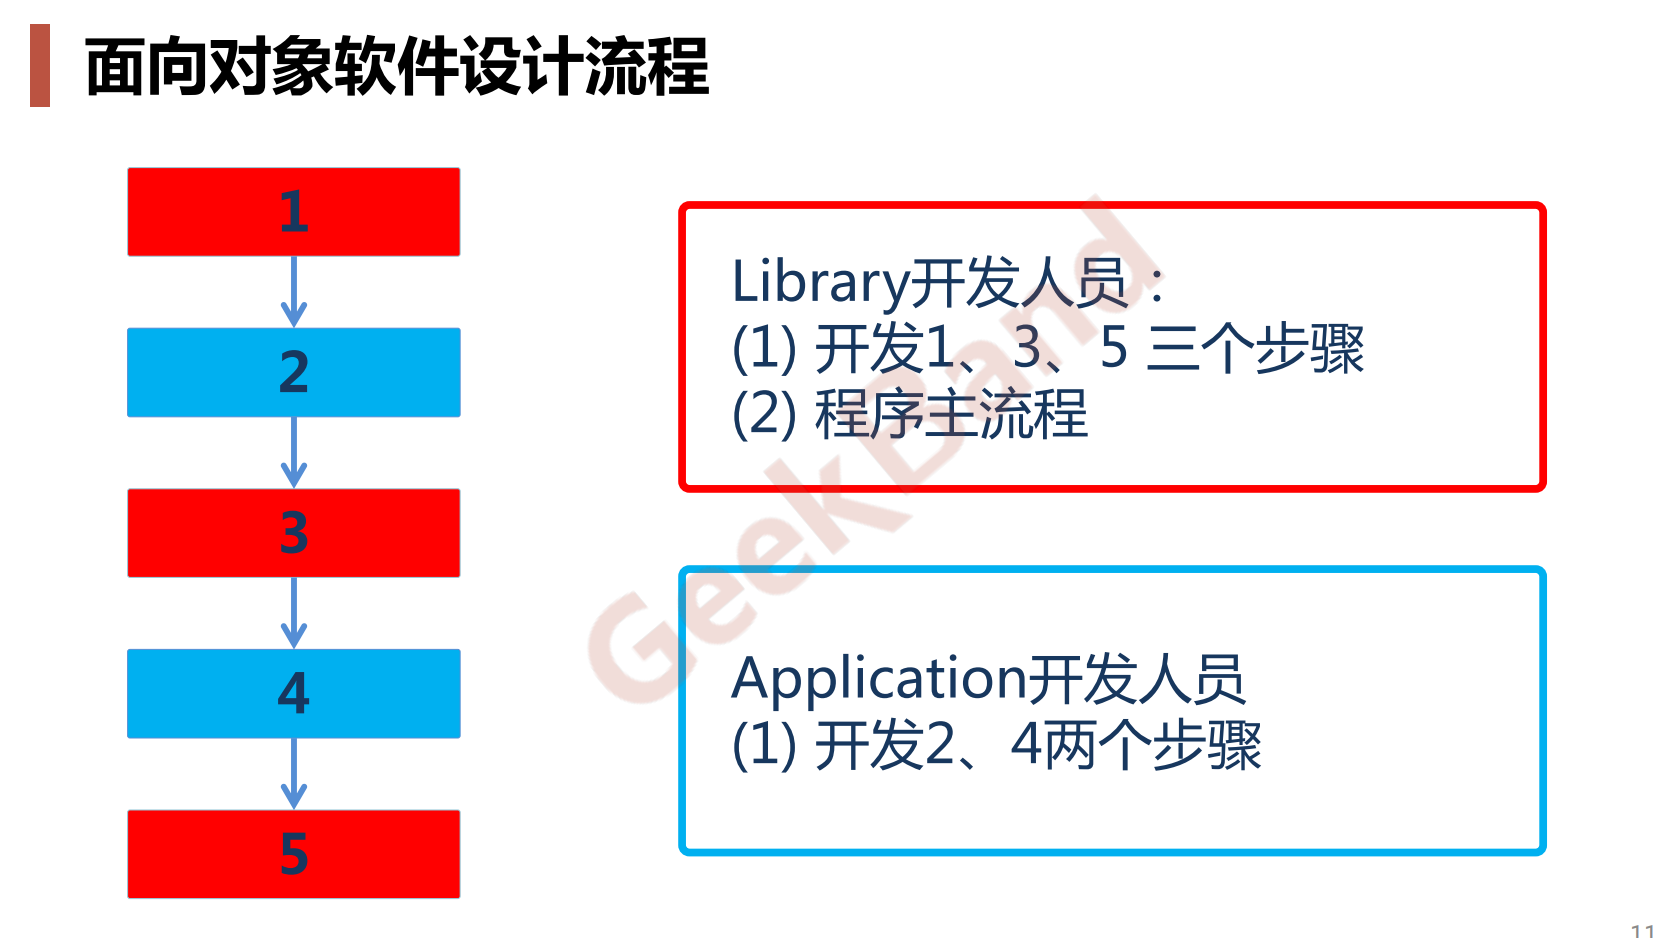 面向对象软件设计流程
1
2
3
4
5
Library开发人员：
(1) 开发1、3、5 三个步骤
(2) 程序主流程
Application开发人员
(1) 开发2、4两个步骤
GeekBand
11